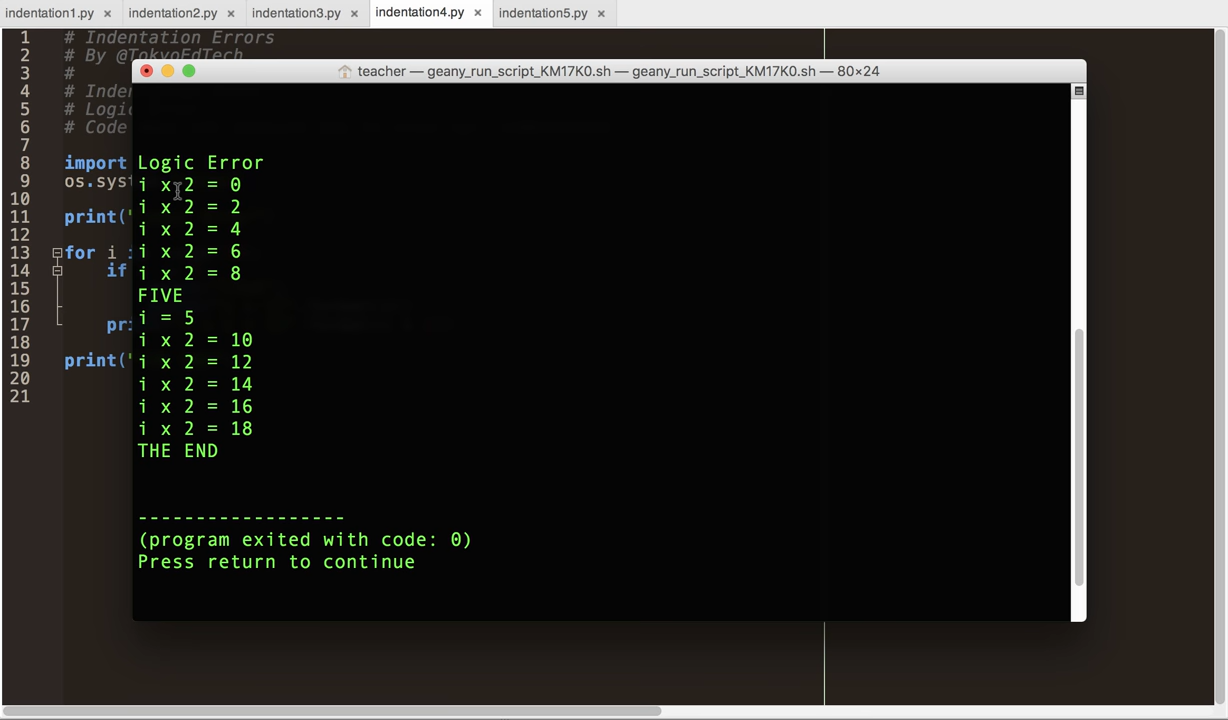 indentation1.py × indentation2.py × indentation3.py × indentation4.py × indentation5.py ×
1 # Indentation Errors
2 # By @TokyoEdTech
teacher — geany_run_script_KM17K0.sh — geany_run_script_KM17K0.sh — 80×24
3 #
4 #
5 #
6 # Code
7
8 import
9 os.
10
11 print(
12
13 for i
14 if
15
16
17
18
19 print(
20
21
Logic Error
i x 2 = 0
i x 2 = 2
i x 2 = 4
i x 2 = 6
i x 2 = 8
FIVE
i = 5
i x 2 = 10
i x 2 = 12
i x 2 = 14
i x 2 = 16
i x 2 = 18
THE END
------------------
(program exited with code: 0)
Press return to continue